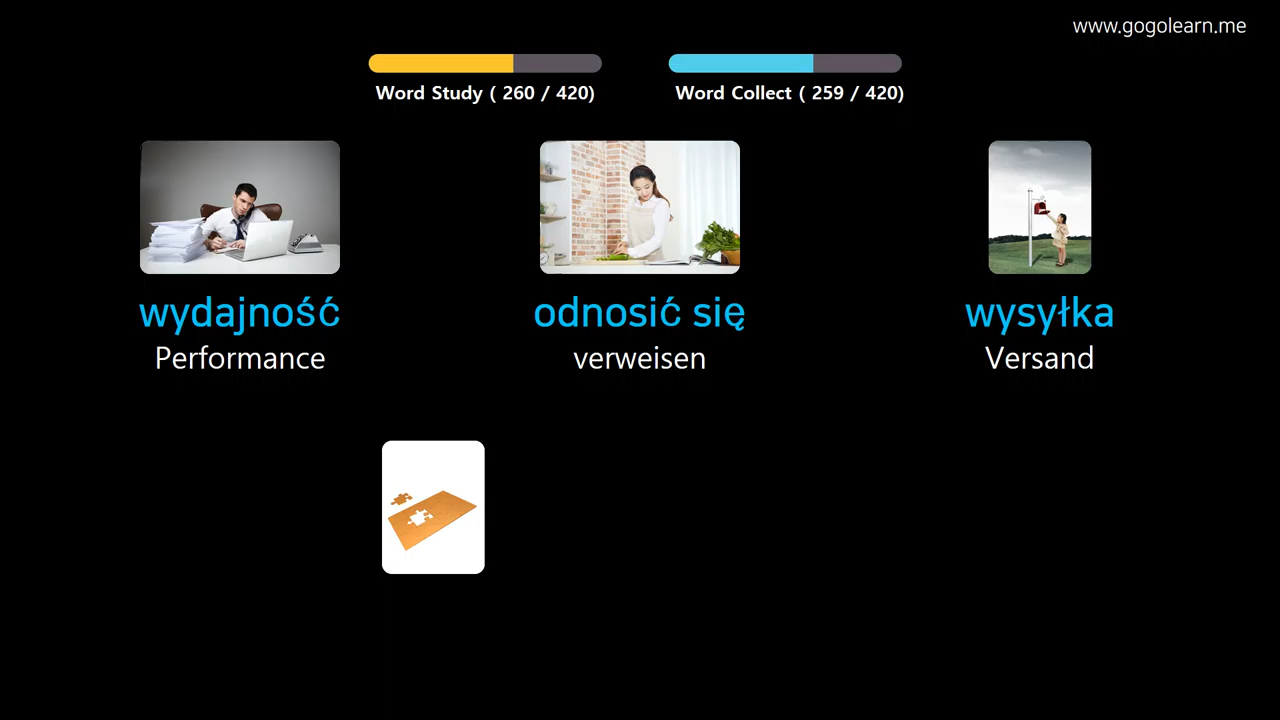 www.gogolearn.me
Word Study ( 260 / 420)
Word Collect ( 259 / 420)
wydajność
odnosić się
wysyłka
Performance
verweisen
Versand